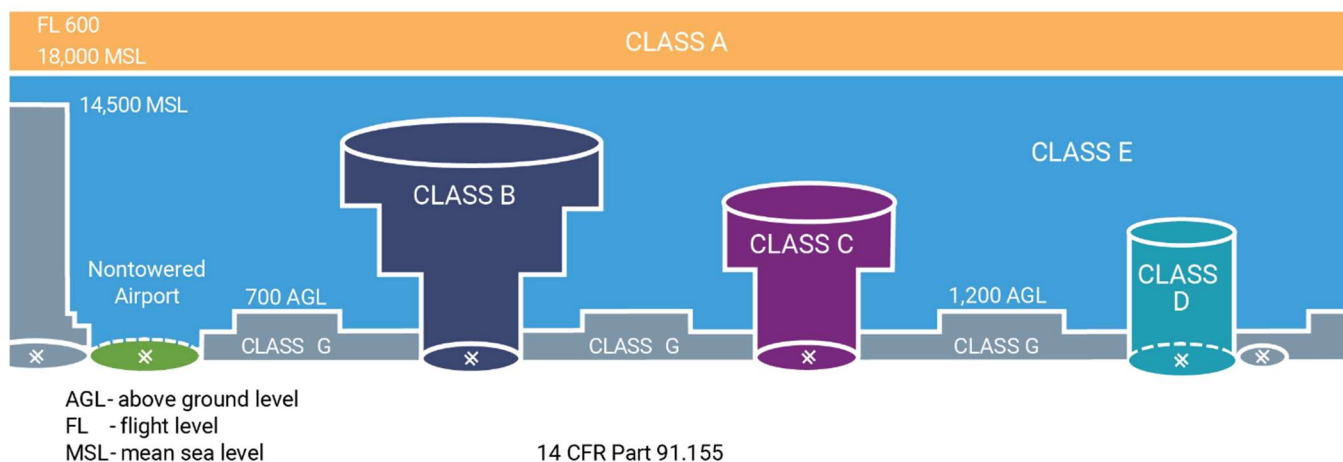 FL 600
18,000 MSL
CLASS A
14,500 MSL
CLASS E
CLASS B
CLASS C
CLASS
D
Nontowered
Airport
700 AGL
1,200 AGL
CLASS G
CLASS G
CLASS G
AGL- above ground level
FL - flight level
MSL- mean sea level
14 CFR Part 91.155